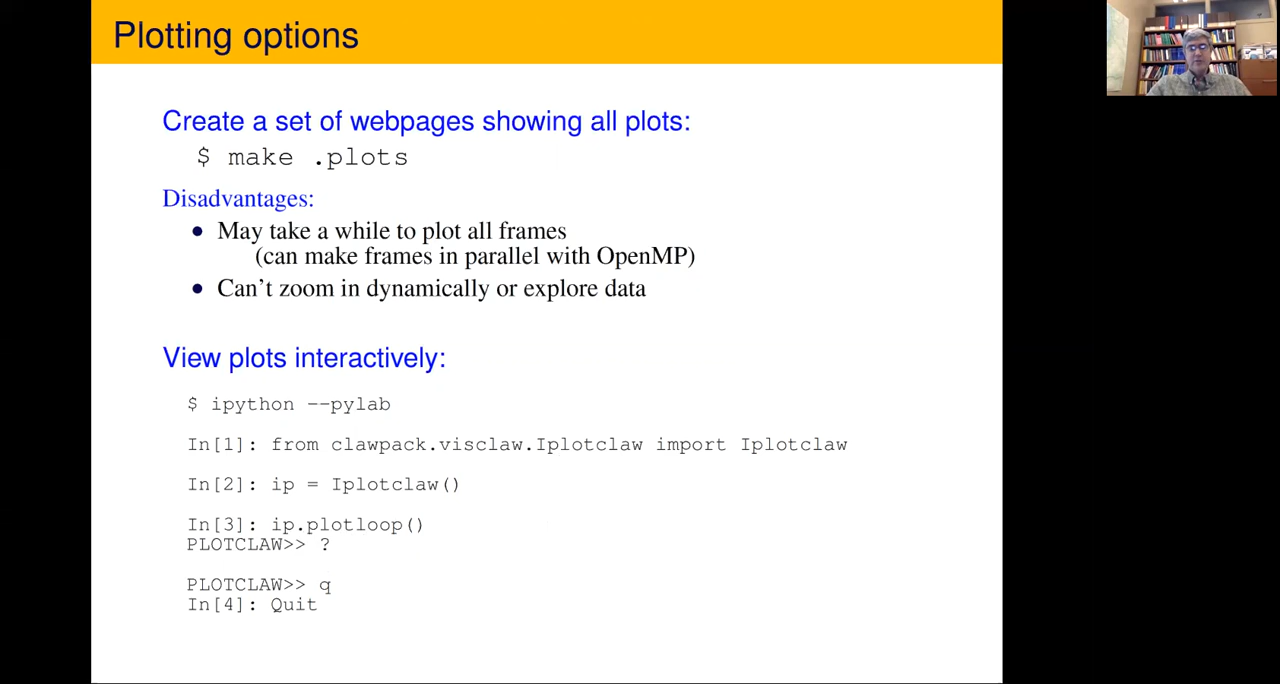 Plotting options
Create a set of webpages showing all plots:
$ make .plots
Disadvantages:
• May take a while to plot all frames
(can make frames in parallel with OpenMP)
• Can't zoom in dynamically or explore data
View plots interactively:
$ ipython --pylab
In[1]: from clawpack.visclaw.Iplotclaw import Iplotclaw
In[2]: ip = Iplotclaw()
In[3]: ip.plotloop()
PLOTCLAW>> ?
PLOTCLAW>> q
In[4]: Quit